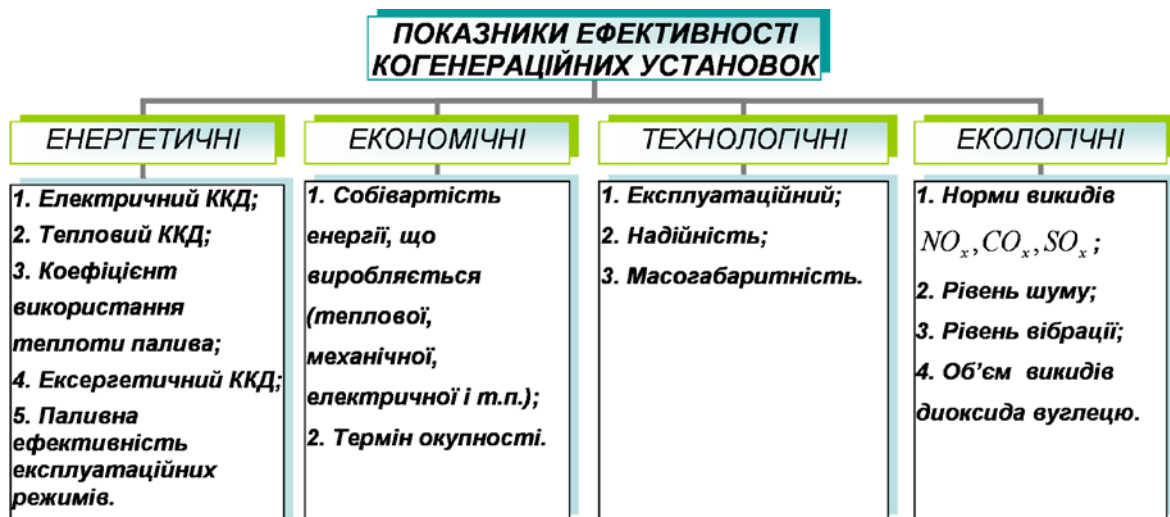 ПОКАЗНИКИ ЕФЕКТИВНОСТІ
КОГЕНЕРАЦІЙНИХ УСТАНОВОК
ЕНЕРГЕТИЧНІ
1. Електричний ККД;
2. Тепловий ККД;
3. Коефіцієнт
використання
теплоти палива;
4. Ексергетичний ККД;
5. Паливна
ефективність
експлуатаційних
режимів.
ЕКОНОМІЧНІ
1. Собівартість
енергії, що
виробляється
(теплової,
механічної,
електричної і т.п.);
2. Термін окупності.
ТЕХНОЛОГІЧНІ
1. Експлуатаційний;
2. Надійність;
3. Масогабаритність.
ЕКОЛОГІЧНІ
1. Норми викидів
NOₓ, COₓ, SOₓ ;
2. Рівень шуму;
3. Рівень вібрації;
4. Об’єм викидів
диоксида вуглецю.